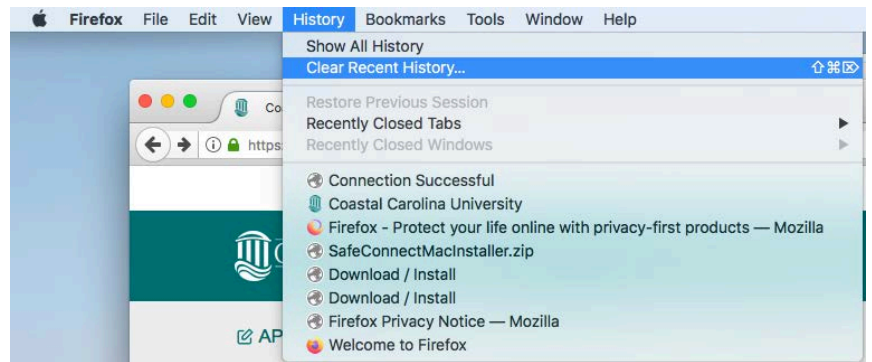 Firefox File Edit View History Bookmarks Tools Window Help
Show All History
Clear Recent History... ⇧⌘⌦
Restore Previous Session
Recently Closed Tabs
Recently Closed Windows
Co
https:
Connection Successful
Coastal Carolina University
Firefox - Protect your life online with privacy-first products — Mozilla
SafeConnectMacInstaller.zip
Download / Install
Download / Install
Firefox Privacy Notice — Mozilla
Welcome to Firefox
C
AP